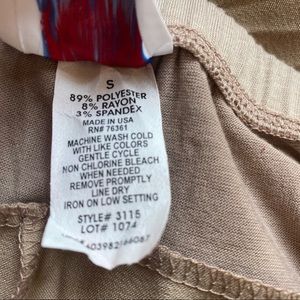 S
89% POLYESTER
8% RAYON
3% SPANDEX
MADE IN USA
RN# 76361
MACHINE WASH COLD
WITH LIKE COLORS
GENTLE CYCLE
NON CHLORINE BLEACH
WHEN NEEDED
REMOVE PROMPTLY
LINE DRY
IRON ON LOW SETTING
STYLE# 3115
LOT# 1074